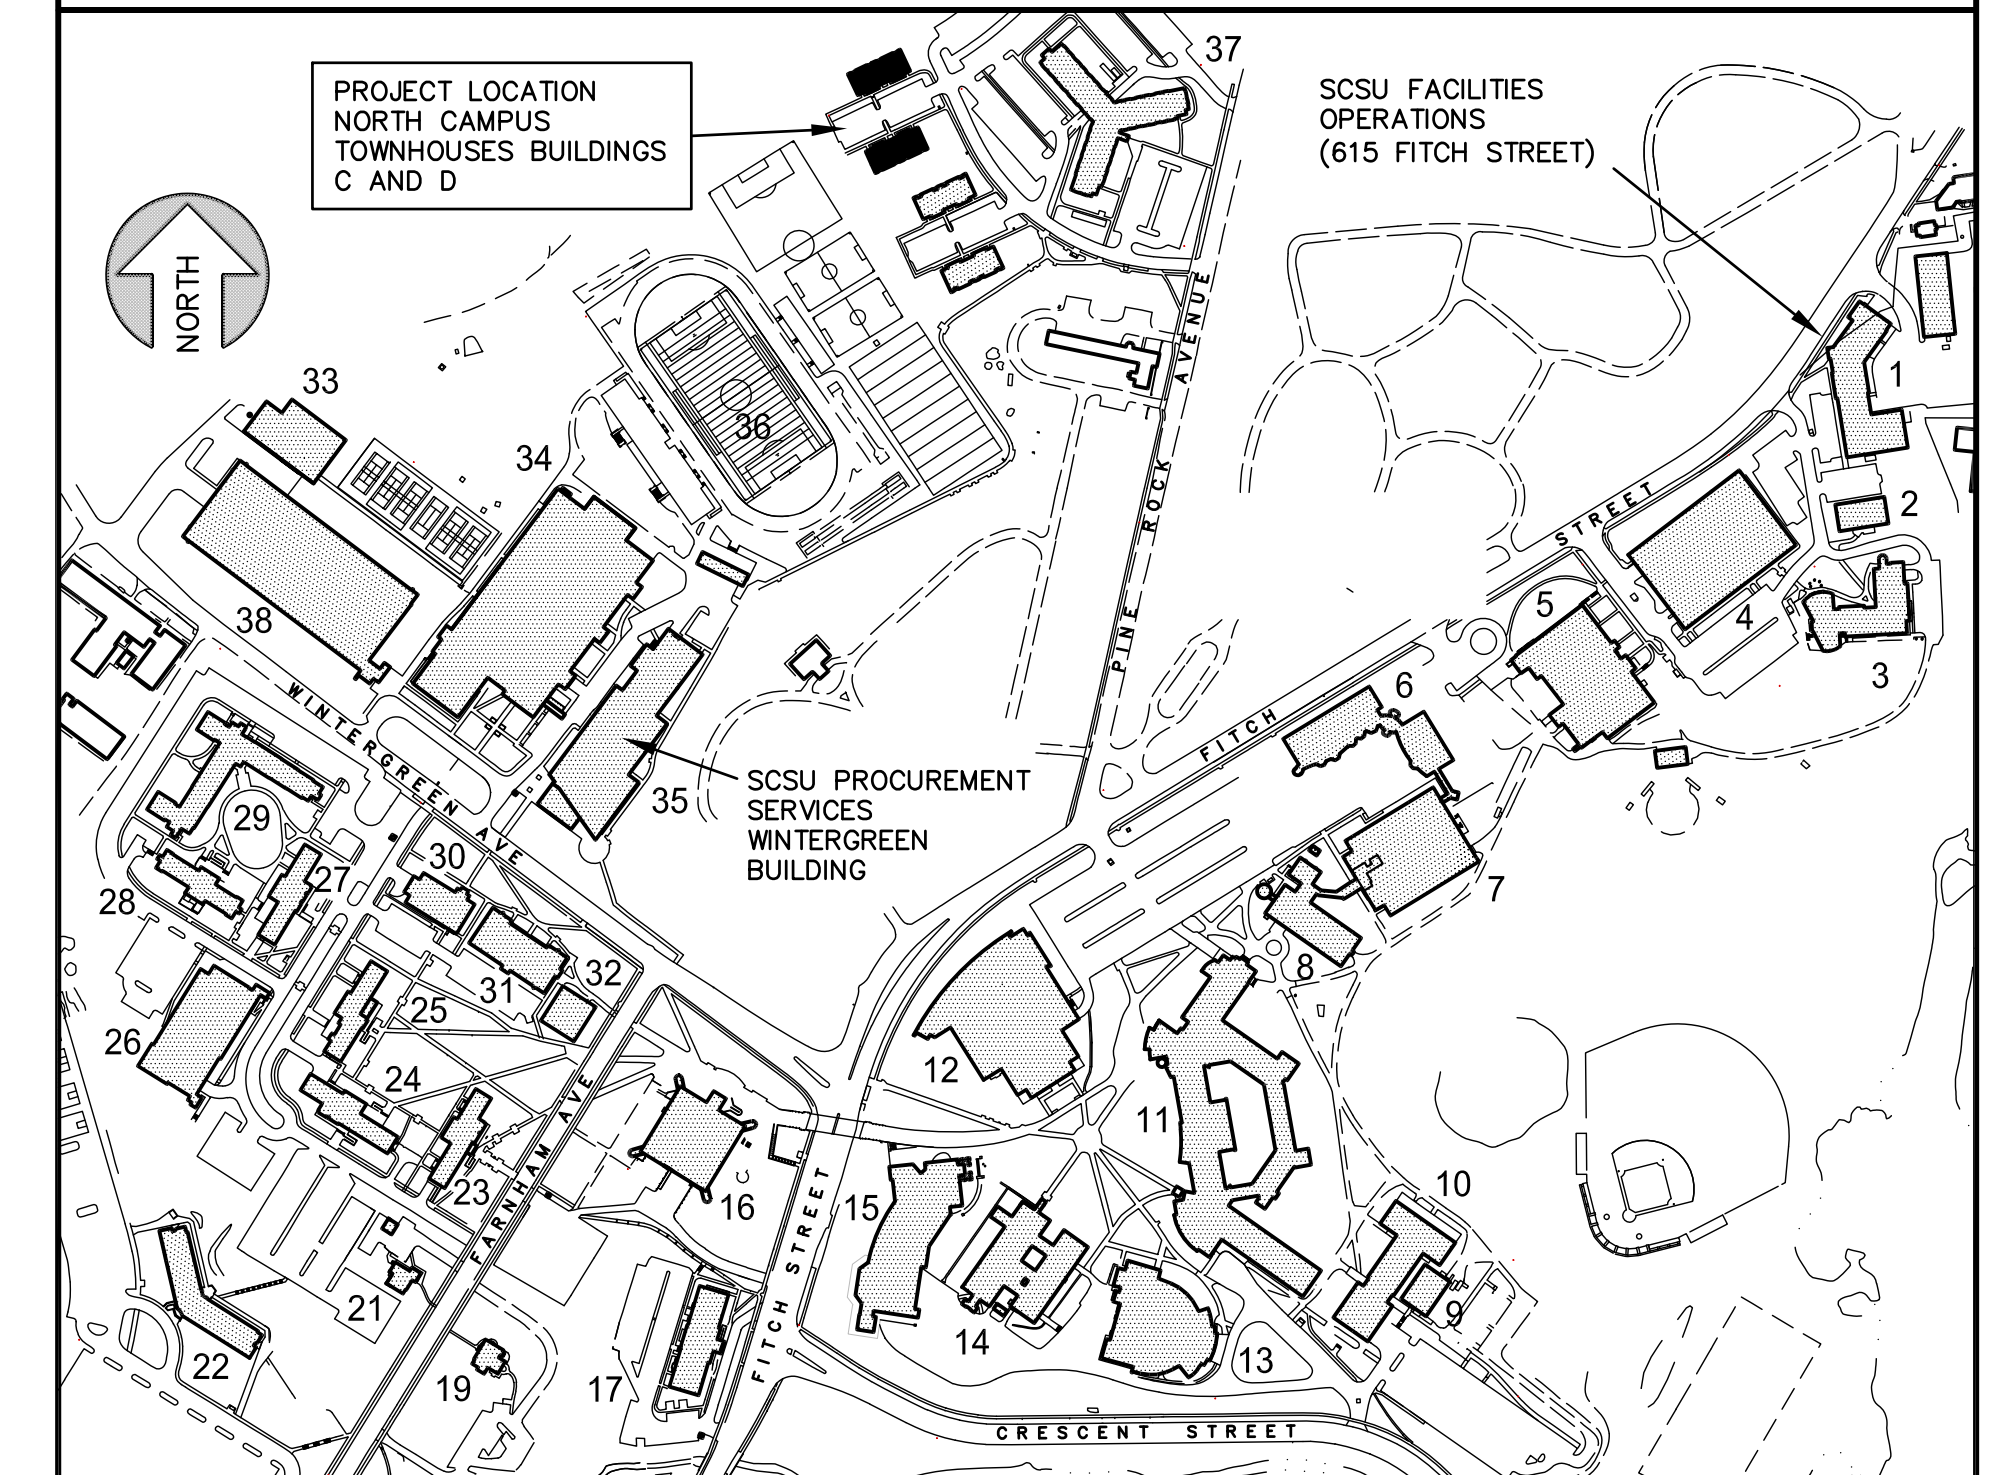 PROJECT LOCATION
NORTH CAMPUS
TOWNHOUSES BUILDINGS
C AND D
37
SCSU FACILITIES
OPERATIONS
(615 FITCH STREET)
NORTH
33
34
36
1
2
3
4
5
6
7
8
38
35
PINE ROCK AVENUE
FITCH STREET
WINTERGREEN AVE
SCSU PROCUREMENT
SERVICES
WINTERGREEN
BUILDING
29
30
27
28
31
32
25
26
24
23
12
11
10
9
16
15
14
13
21
22
19
17
FARNHAM AVE
FITCH STREET
CRESCENT STREET